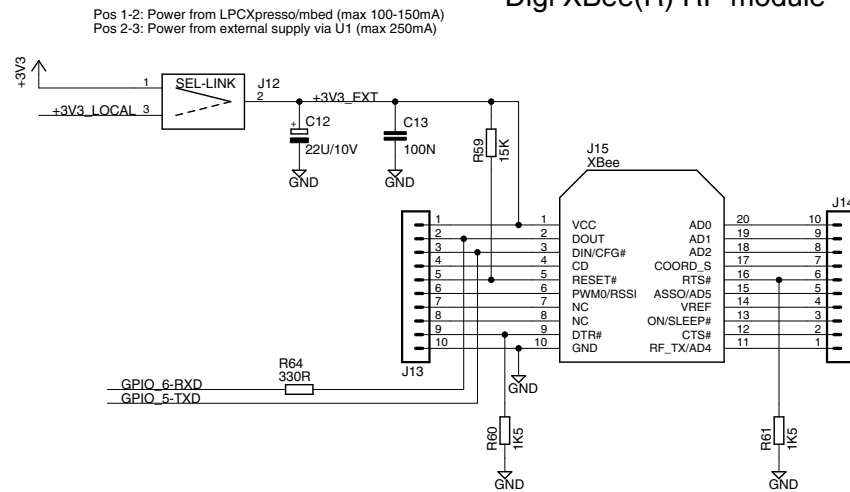 Digi XBee(R) RF module
Pos 1-2: Power from LPCXpresso/mbed (max 100-150mA)
Pos 2-3: Power from external supply via U1 (max 250mA)
+3V3
1
SEL-LINK
J12
2
+3V3_EXT
+3V3_LOCAL
3
+
C12
22U/10V
GND
C13
100N
GND
R59
15K
J15
XBee
J14
1 1 VCC AD0 20 10
2 2 DOUT AD1 19 9
3 3 DIN/CFG# AD2 18 8
4 4 CD COORD_S 17 7
5 5 RESET# RTS# 16 6
6 6 PWM0/RSSI ASSO/AD5 15 5
7 7 NC VREF 14 4
8 8 NC ON/SLEEP# 13 3
9 9 DTR# CTS# 12 2
10 10 GND RF_TX/AD4 11 1
J13
R64
330R
GND
GPIO_6-RXD
GPIO_5-TXD
R60
1K5
GND
R61
1K5
GND